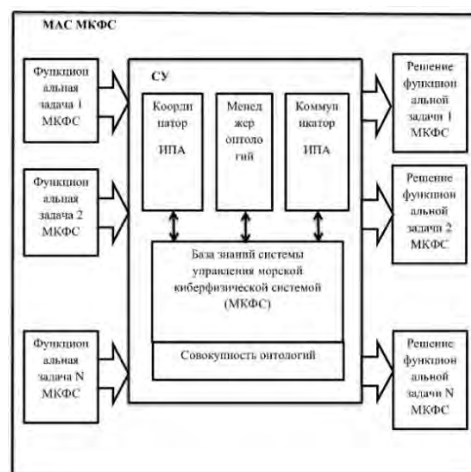 МАС МКФС
Функцион
альная
задача 1
МКФС
Функцион
альная
задача 2
МКФС
Функцион
альная
задача N
МКФС
СУ
Коорди
натор
ИПА
Менед
жер
онтоло
гий
Коммун
икатор
ИПА
База знаний системы
управления морской
киберфизической системой
(МКФС)
Совокупность онтологий
Решение
функцион
альной
задачи 1
МКФС
Решение
функцион
альной
задачи 2
МКФС
Решение
функцион
альной
задачи N
МКФС